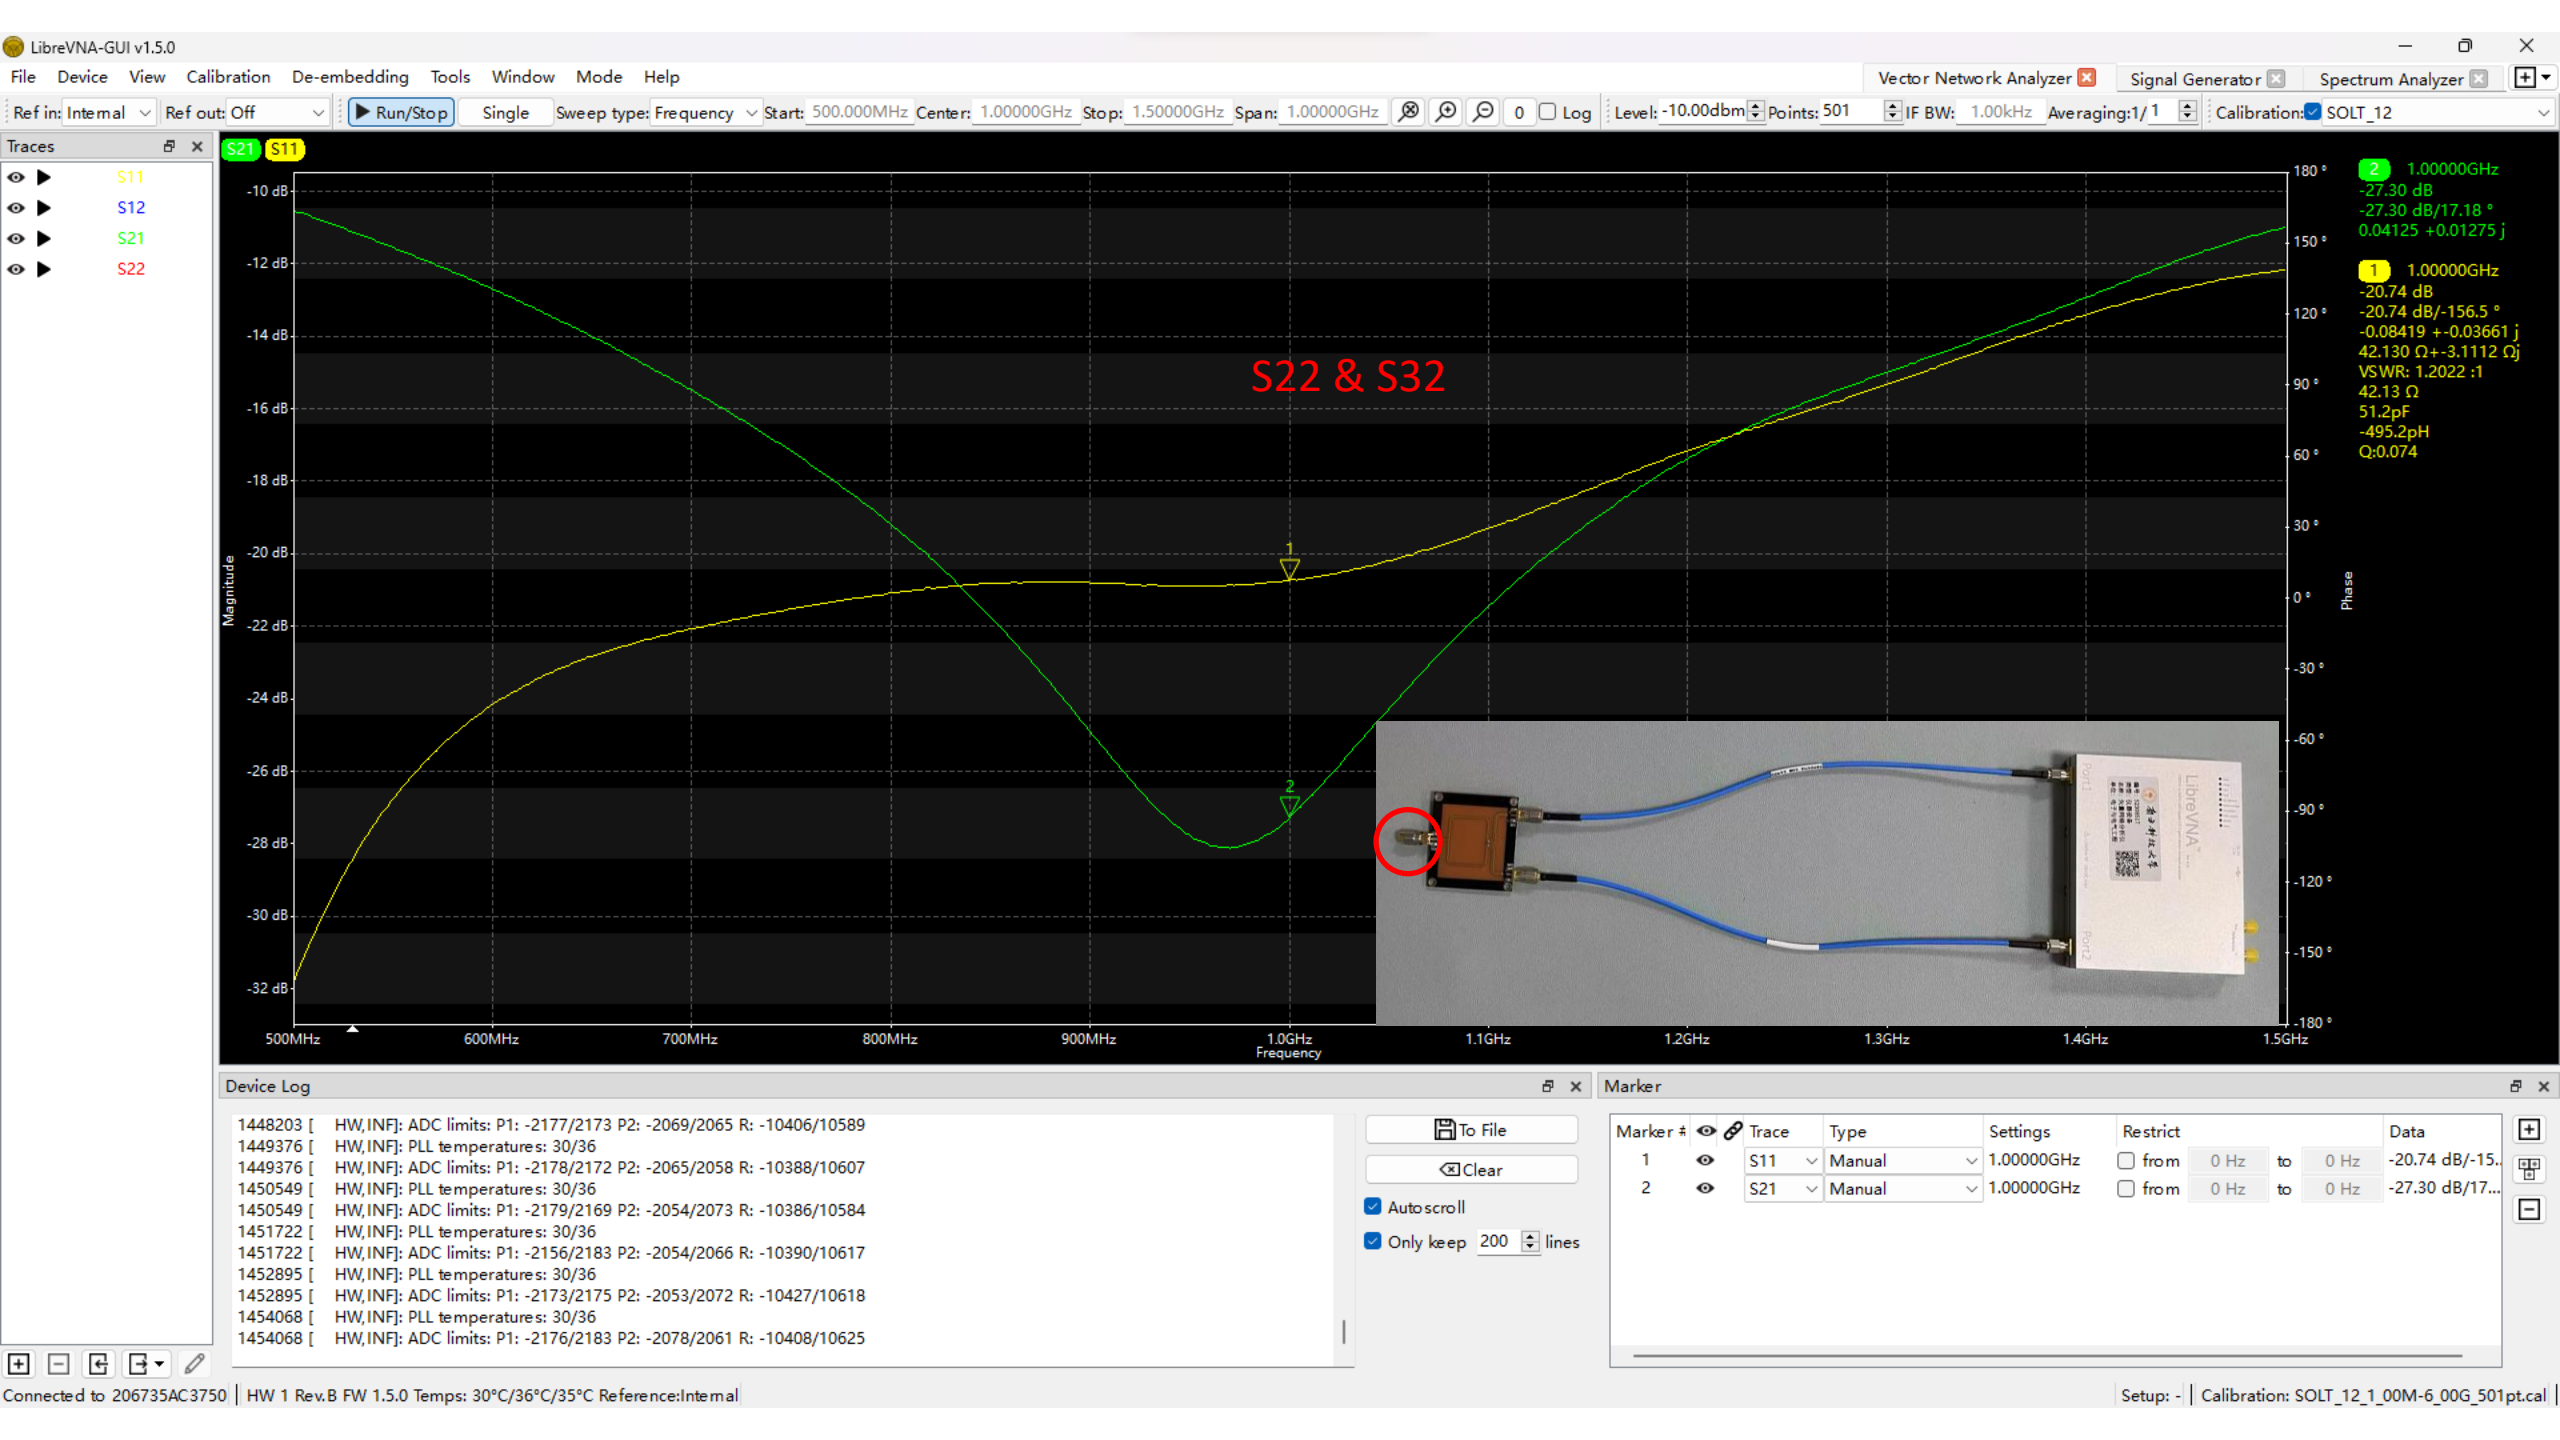 LibreVNA-GUI v1.5.0
File Device View Calibration De-embedding Tools Window Mode Help
Vector Network Analyzer Signal Generator Spectrum Analyzer
Ref in: Internal Ref out: Off Run/Stop Single Sweep type: Frequency Start: 500.000MHz Center: 1.00000GHz Stop: 1.50000GHz Span: 1.00000GHz 0 Log Level: -10.00dbm Points: 501 IF BW: 1.00kHz Averaging:1/ 1 Calibration: SOLT_12
Traces
S11
S12
S21
S22
S21 S11
-10 dB
-12 dB
-14 dB
-16 dB
-18 dB
-20 dB
-22 dB
-24 dB
-26 dB
-28 dB
-30 dB
-32 dB
Magnitude
S22 & S32
1
2
180 °
150 °
120 °
90 °
60 °
30 °
0 °
-30 °
-60 °
-90 °
-120 °
-150 °
-180 °
Phase
500MHz 600MHz 700MHz 800MHz 900MHz 1.0GHz 1.1GHz 1.2GHz 1.3GHz 1.4GHz 1.5GHz
Frequency
Port1
LibreVNA
Port2
2 1.00000GHz
-27.30 dB
-27.30 dB/17.18 °
0.04125 +0.01275 j
1 1.00000GHz
-20.74 dB
-20.74 dB/-156.5 °
-0.08419 +-0.03661 j
42.130 Ω+-3.1112 Ωj
VSWR: 1.2022 :1
42.13 Ω
51.2pF
-495.2pH
Q:0.074
Device Log
1448203 [ HW,INF]: ADC limits: P1: -2177/2173 P2: -2069/2065 R: -10406/10589
1449376 [ HW,INF]: PLL temperatures: 30/36
1449376 [ HW,INF]: ADC limits: P1: -2178/2172 P2: -2065/2058 R: -10388/10607
1450549 [ HW,INF]: PLL temperatures: 30/36
1450549 [ HW,INF]: ADC limits: P1: -2179/2169 P2: -2054/2073 R: -10386/10584
1451722 [ HW,INF]: PLL temperatures: 30/36
1451722 [ HW,INF]: ADC limits: P1: -2156/2183 P2: -2054/2066 R: -10390/10617
1452895 [ HW,INF]: PLL temperatures: 30/36
1452895 [ HW,INF]: ADC limits: P1: -2173/2175 P2: -2053/2072 R: -10427/10618
1454068 [ HW,INF]: PLL temperatures: 30/36
1454068 [ HW,INF]: ADC limits: P1: -2176/2183 P2: -2078/2061 R: -10408/10625
To File
Clear
Autoscroll
Only keep 200 lines
Marker
Marker # Trace Type Settings Restrict Data
1 S11 Manual 1.00000GHz from 0 Hz to 0 Hz -20.74 dB/-15..
2 S21 Manual 1.00000GHz from 0 Hz to 0 Hz -27.30 dB/17...
Connected to 206735AC3750 HW 1 Rev.B FW 1.5.0 Temps: 30°C/36°C/35°C Reference:Internal
Setup: - Calibration: SOLT_12_1_00M-6_00G_501pt.cal